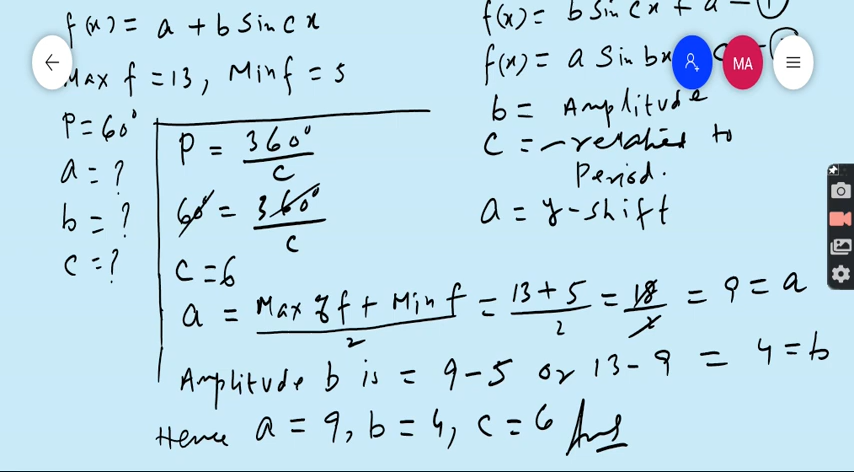 f(x) = a + b Sin c x
Max f = 13, Min f = 5
P = 60°
a = ?
b = ?
c = ?
f(x) = b Sin c x + a - ①
f(x) = a Sin bx
MA
b = Amplitude
c = related to
Period.
a = y-shift
P = 360° / c
60° = 360° / c
c = 6
a = Max of f + Min f / 2 = 13 + 5 / 2 = 18 / 2 = 9 = a
Amplitude b is = 9 - 5 or 13 - 9 = 4 = b
Hence a = 9, b = 4, c = 6 Ans